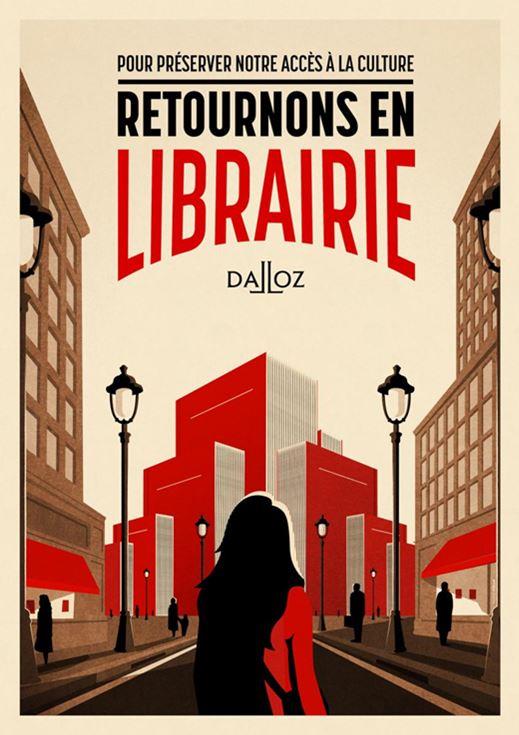 POUR PRÉSERVER NOTRE ACCÈS À LA CULTURE
RETOURNONS EN
LIBRAIRIE
DALLOZ